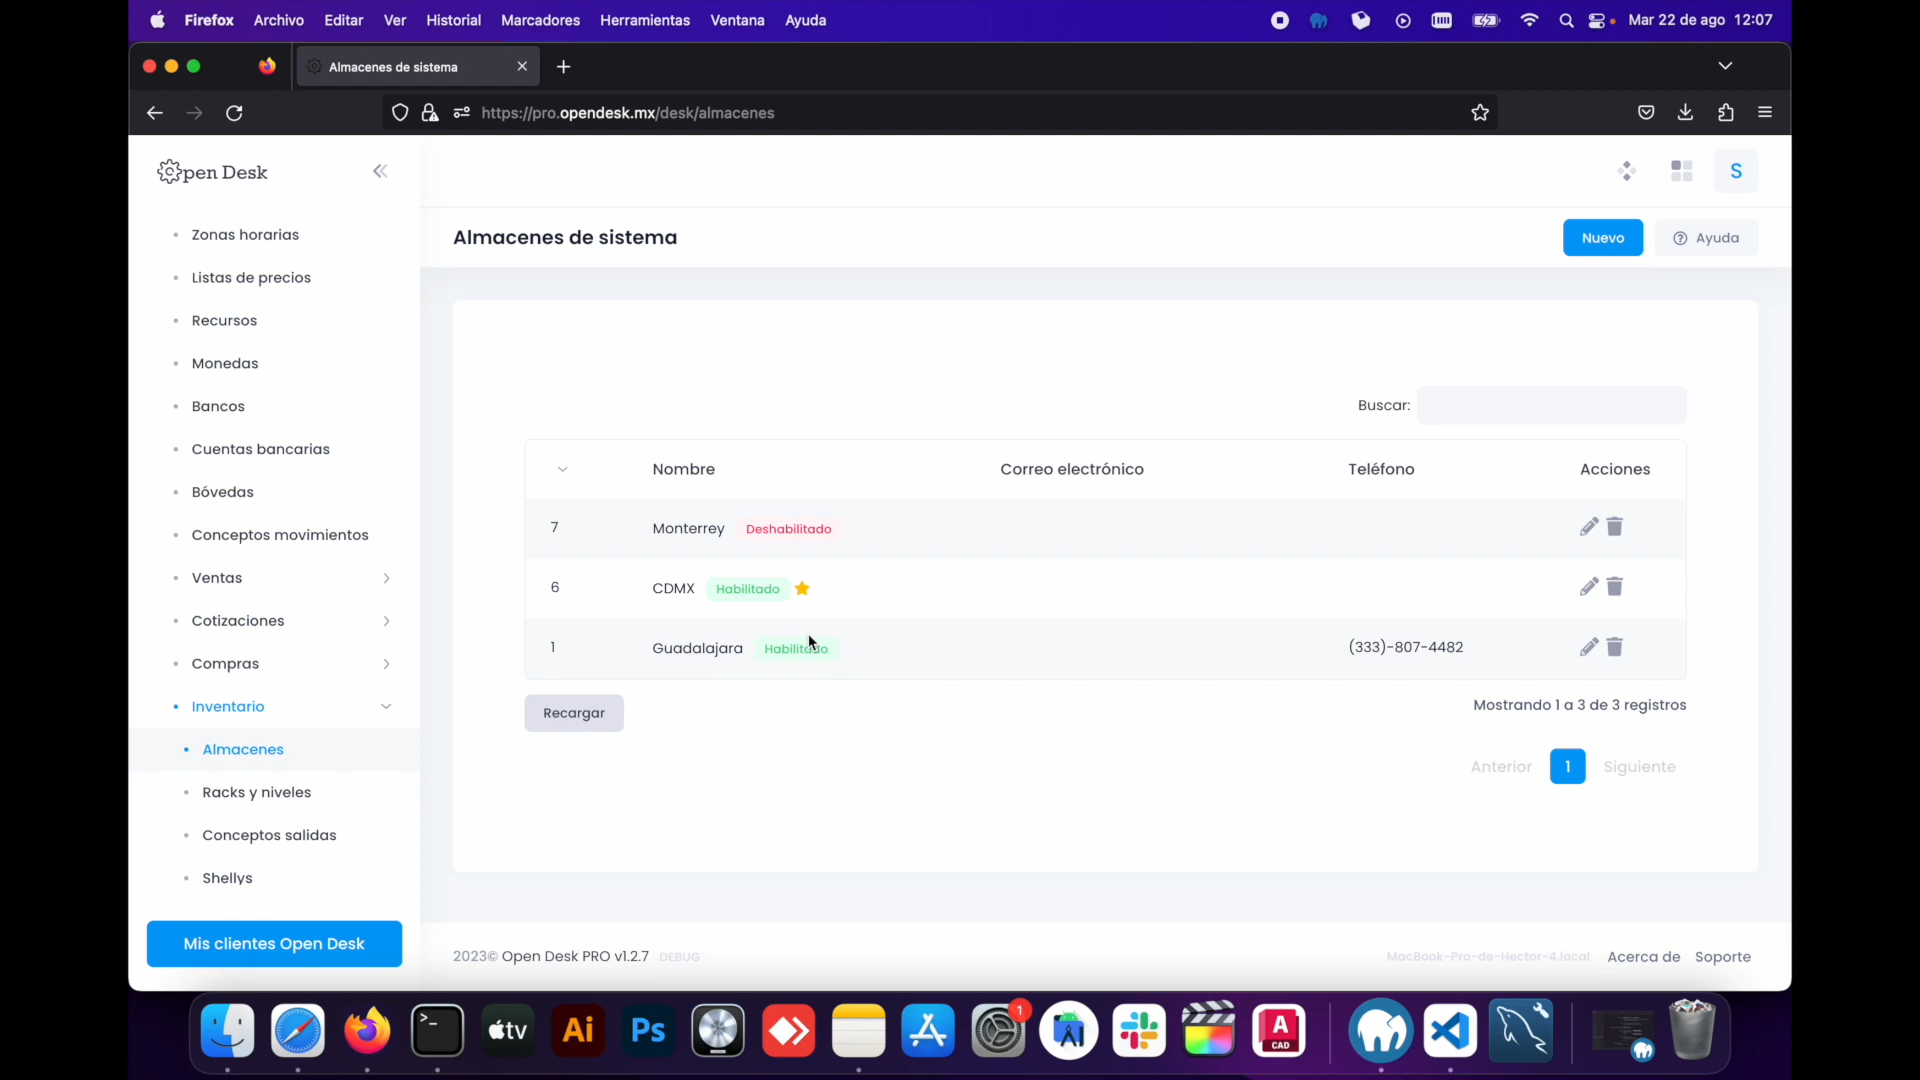 Firefox Archivo Editar Ver Historial Marcadores Herramientas Ventana Ayuda Mar 22 de ago 12:07
Almacenes de sistema
https://pro.opendesk.mx/desk/almacenes
Open Desk
S
Zonas horarias
Listas de precios
Recursos
Monedas
Bancos
Cuentas bancarias
Bóvedas
Conceptos movimientos
Ventas
Cotizaciones
Compras
Inventario
Almacenes
Racks y niveles
Conceptos salidas
Shellys
Mis clientes Open Desk
Almacenes de sistema
Nuevo
Ayuda
Buscar:
Nombre Correo electrónico Teléfono Acciones
7 Monterrey Deshabilitado
6 CDMX Habilitado
1 Guadalajara Habilitado (333)-807-4482
Recargar
Mostrando 1 a 3 de 3 registros
Anterior 1 Siguiente
2023© Open Desk PRO v1.2.7 DEBUG
MacBook-Pro-de-Hector-4.local Acerca de Soporte
tv Ai Ps 1 A CAD